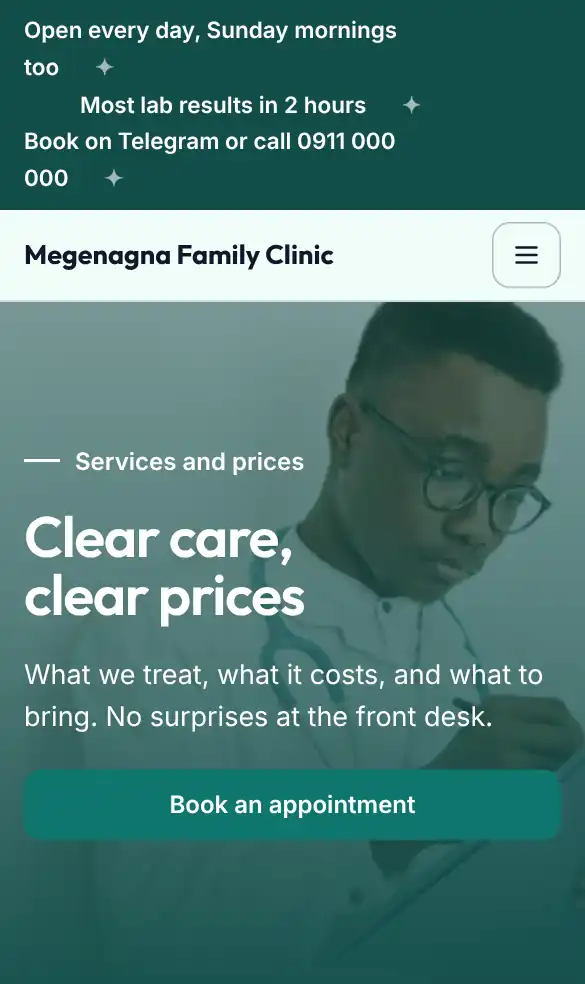 Open every day, Sunday mornings
too ✦
Most lab results in 2 hours ✦
Book on Telegram or call 0911 000
000 ✦
Megenagna Family Clinic
Services and prices
Clear care,
clear prices
What we treat, what it costs, and what to
bring. No surprises at the front desk.
Book an appointment